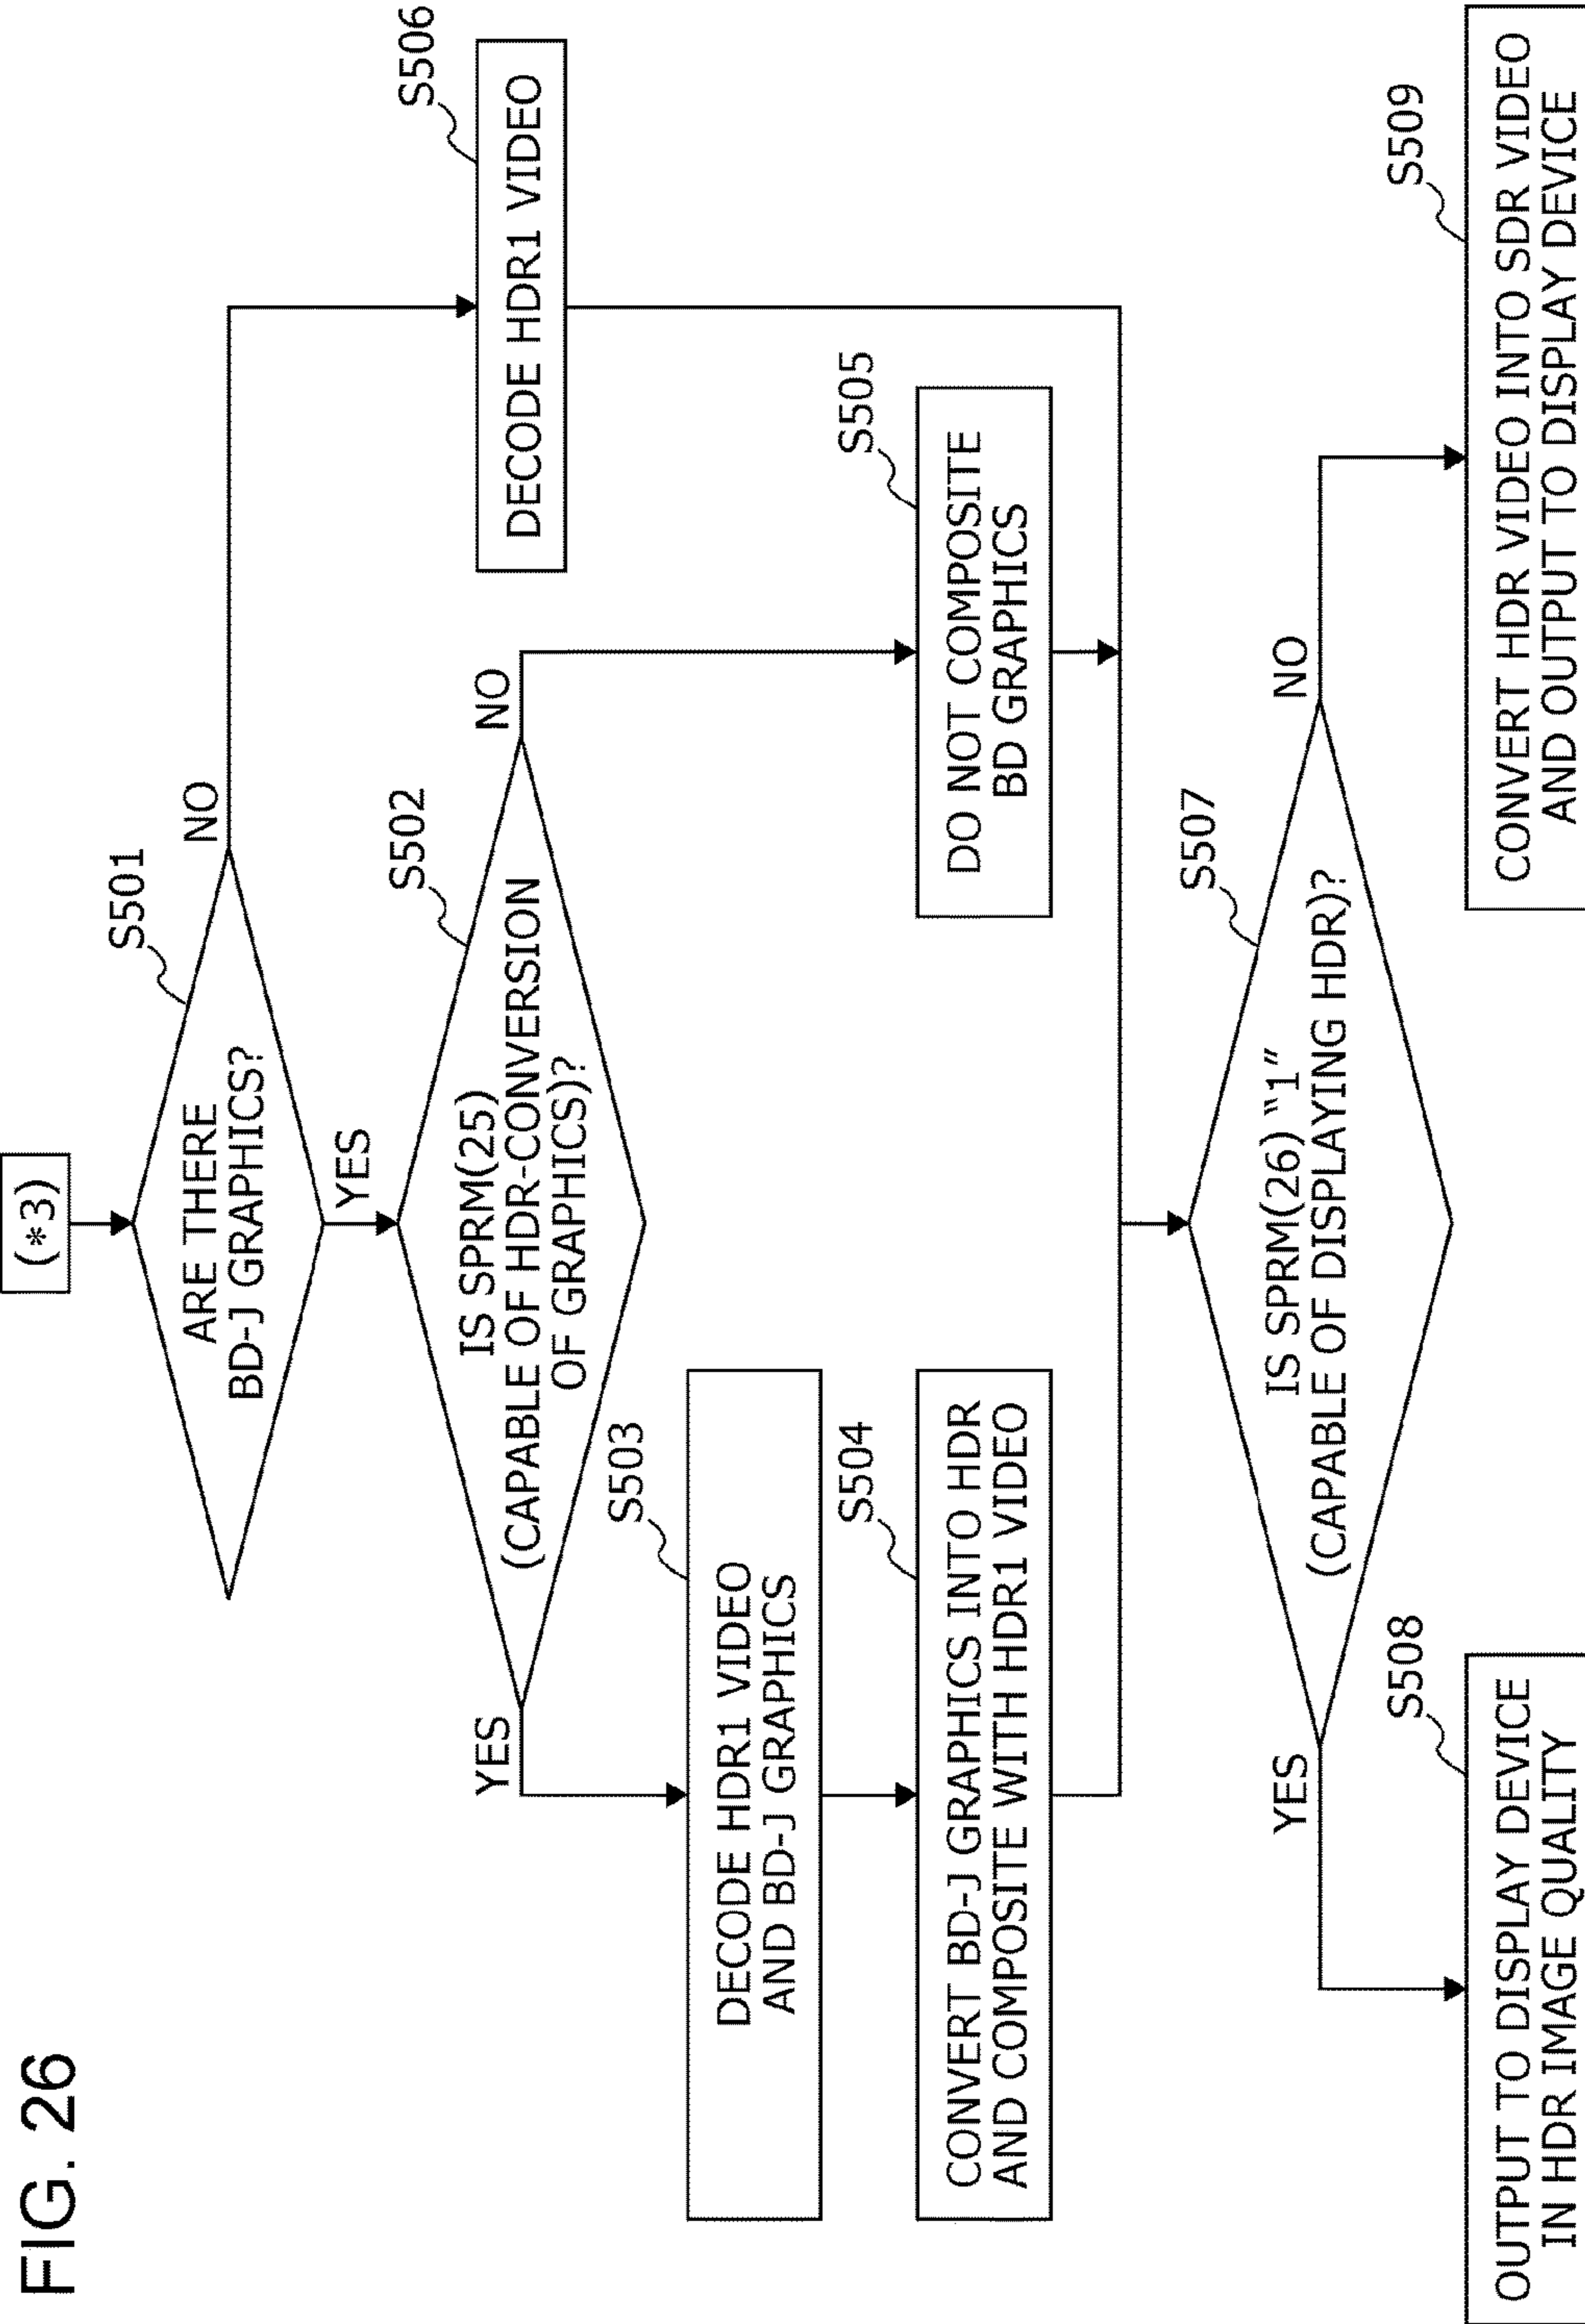 FIG. 26
(*3)
S501
ARE THERE
BD-J GRAPHICS?
NO
YES
S502
IS SPRM(25)
(CAPABLE OF HDR-CONVERSION
OF GRAPHICS)?
YES
NO
S503
DECODE HDR1 VIDEO
AND BD-J GRAPHICS
S506
DECODE HDR1 VIDEO
S504
CONVERT BD-J GRAPHICS INTO HDR
AND COMPOSITE WITH HDR1 VIDEO
S505
DO NOT COMPOSITE
BD GRAPHICS
S507
IS SPRM(26) “1”
(CAPABLE OF DISPLAYING HDR)?
YES
NO
S508
OUTPUT TO DISPLAY DEVICE
IN HDR IMAGE QUALITY
S509
CONVERT HDR VIDEO INTO SDR VIDEO
AND OUTPUT TO DISPLAY DEVICE